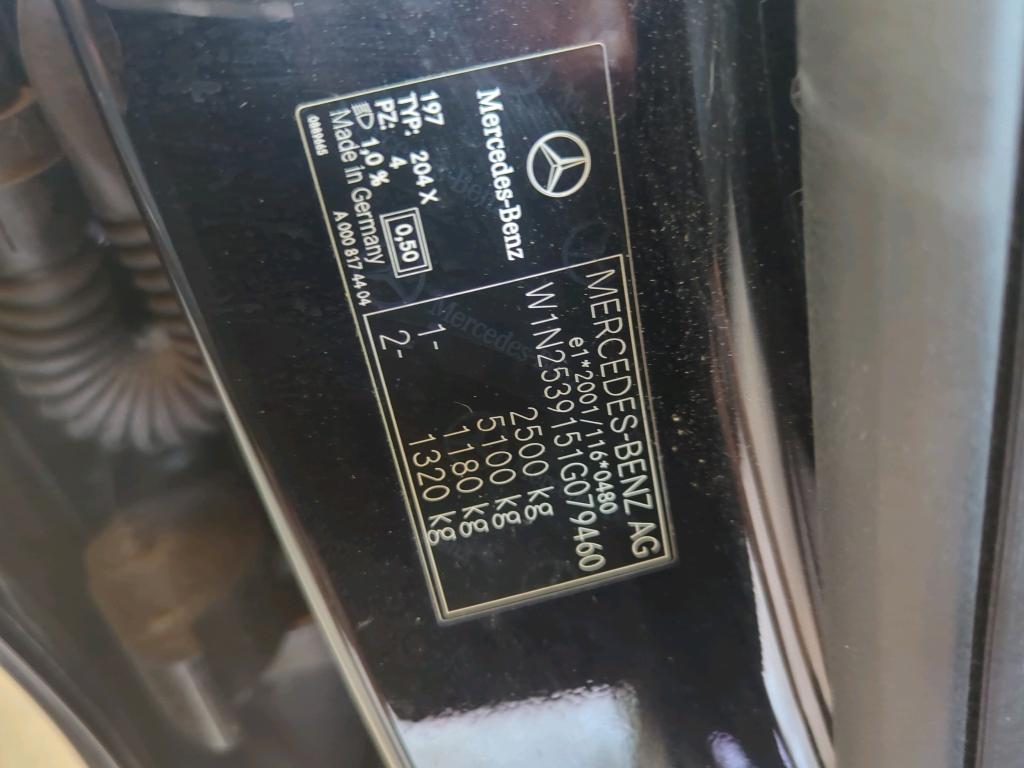 Mercedes-Benz
197
TYP: 204 X
PZ: 4
1,0 %
0,50
Made in Germany
0889665
A 000 817 44 04
MERCEDES-BENZ AG
e1*2001/116*0480
W1N2539151G079460
2500 kg
5100 kg
1- 1180 kg
2- 1320 kg